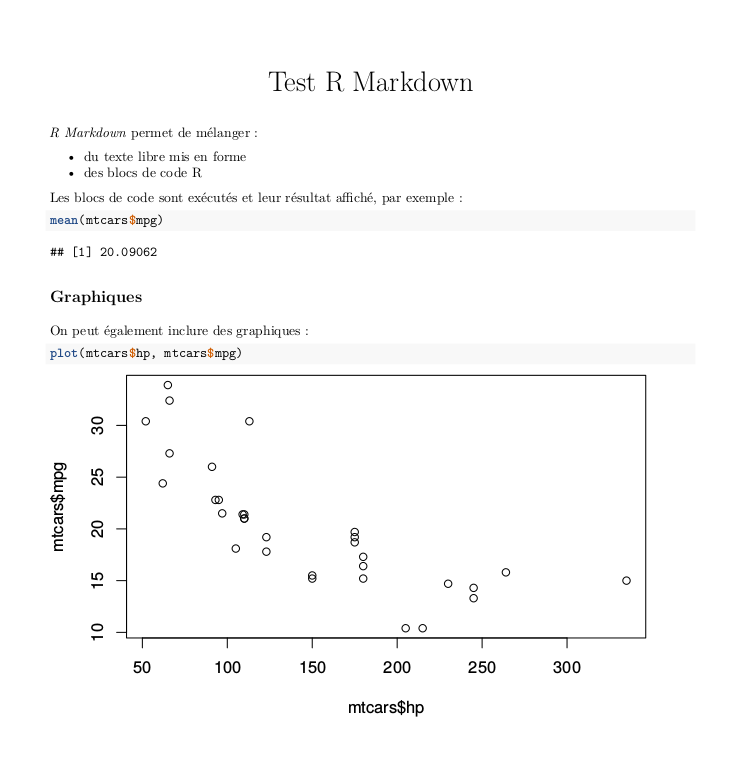 Test R Markdown
R Markdown permet de mélanger :
• du texte libre mis en forme
• des blocs de code R
Les blocs de code sont exécutés et leur résultat affiché, par exemple :
mean(mtcars$mpg)
## [1] 20.09062
Graphiques
On peut également inclure des graphiques :
plot(mtcars$hp, mtcars$mpg)
mtcars$mpg
30
25
20
15
10
50 100 150 200 250 300
mtcars$hp